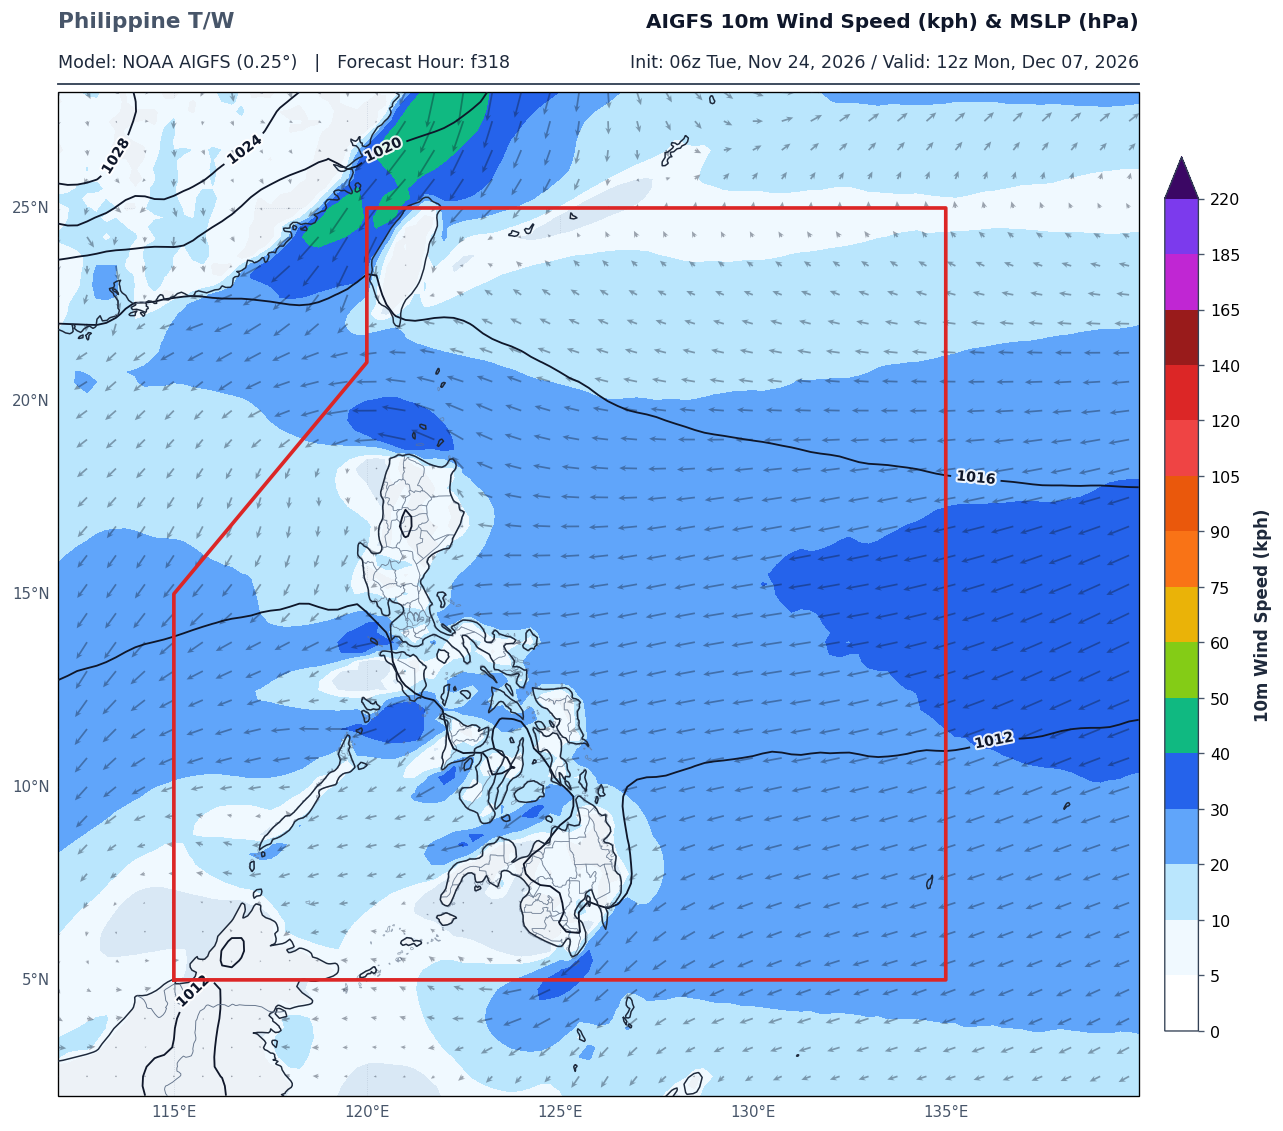 Philippine T/W
AIGFS 10m Wind Speed (kph) & MSLP (hPa)
Model: NOAA AIGFS (0.25°)   |   Forecast Hour: f318
Init: 06z Tue, Nov 24, 2026 / Valid: 12z Mon, Dec 07, 2026
1028
1024
1020
1016
1012
1012
25°N
20°N
15°N
10°N
5°N
115°E
120°E
125°E
130°E
135°E
220
185
165
140
120
105
90
75
60
50
40
30
20
10
5
0
10m Wind Speed (kph)